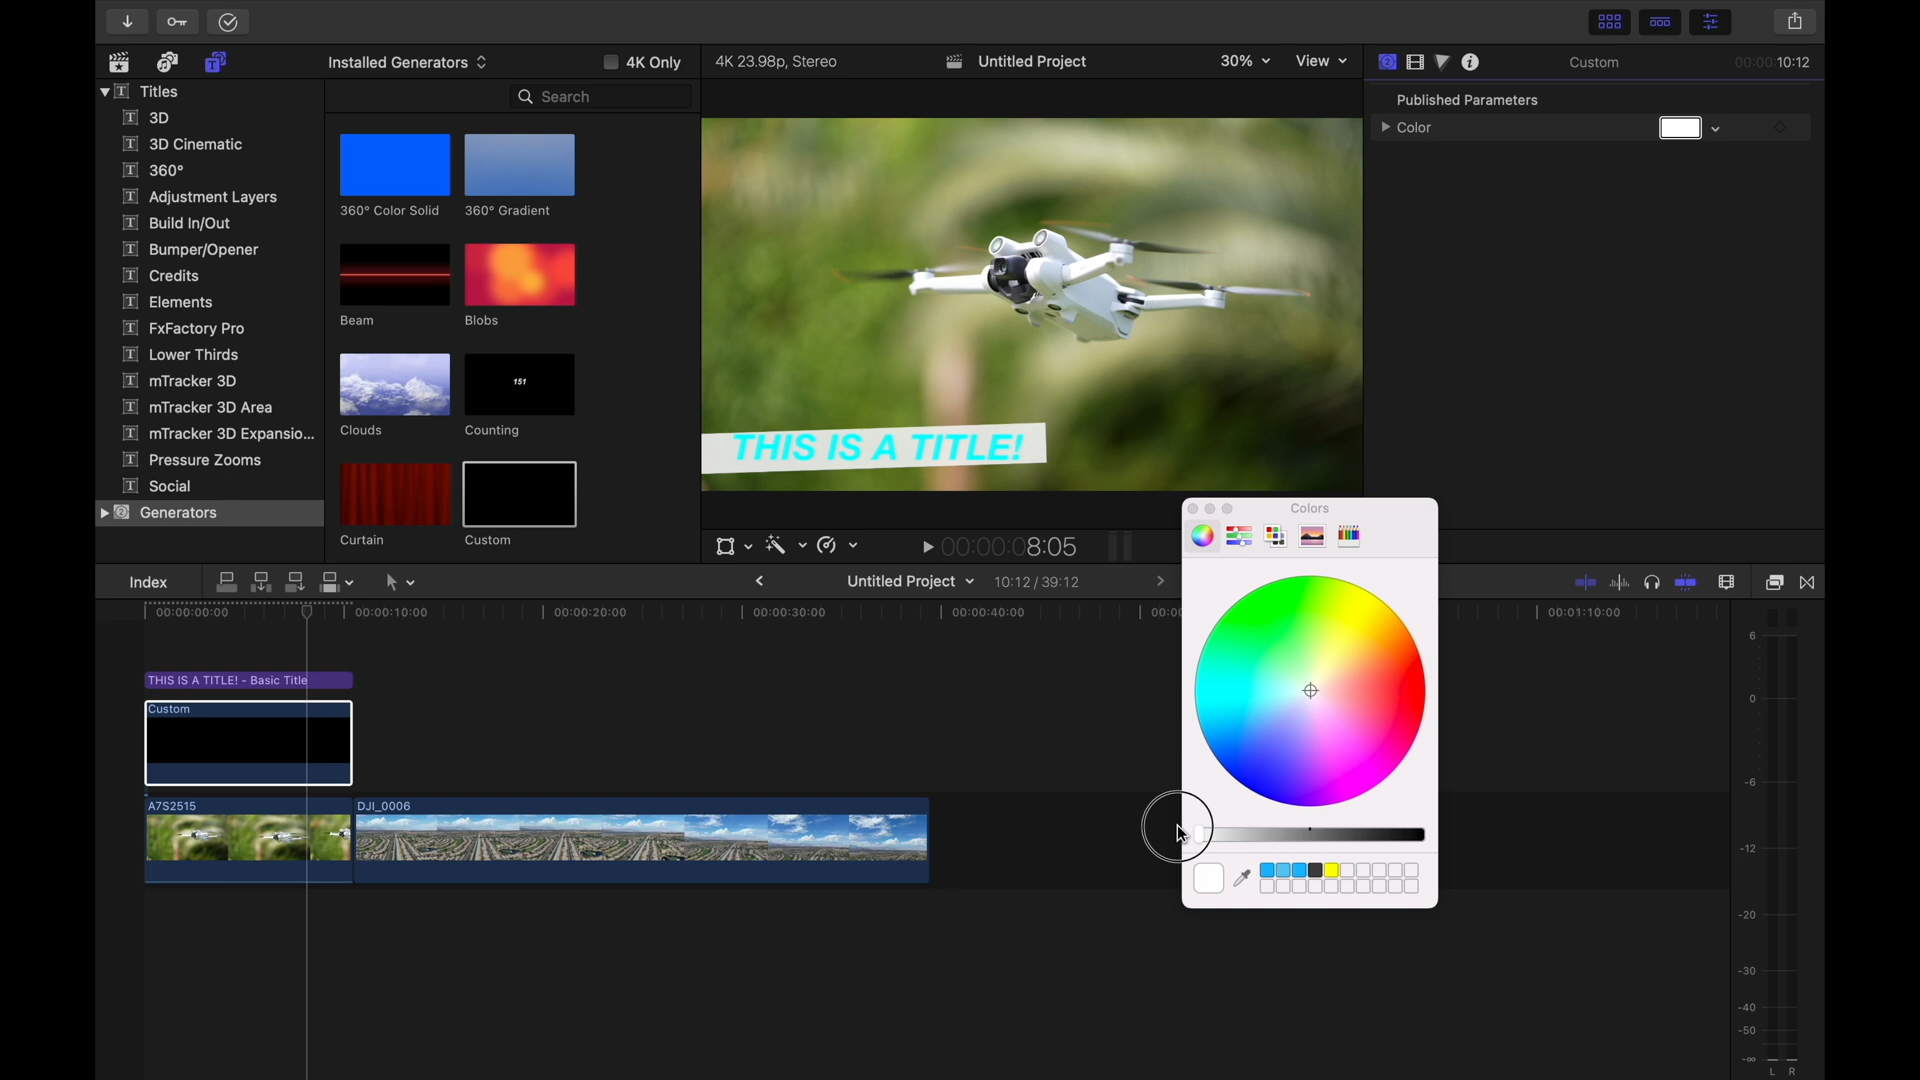 Installed Generators
4K Only
4K 23.98p, Stereo
Untitled Project
30%
View
Custom
00:00:10:12
Titles
3D
3D Cinematic
360°
Adjustment Layers
Build In/Out
Bumper/Opener
Credits
Elements
FxFactory Pro
Lower Thirds
mTracker 3D
mTracker 3D Area
mTracker 3D Expansio...
Pressure Zooms
Social
Generators
Search
360° Color Solid
360° Gradient
Beam
Blobs
Clouds
151
Counting
Curtain
Custom
THIS IS A TITLE!
Published Parameters
Color
00:00:08:05
Colors
Index
Untitled Project
10:12 / 39:12
00:00:00:00
00:00:10:00
00:00:20:00
00:00:30:00
00:00:40:00
00:01:10:00
THIS IS A TITLE! - Basic Title
Custom
A7S2515
DJI_0006
6
0
-6
-12
-20
-30
-40
-50
-∞
L R